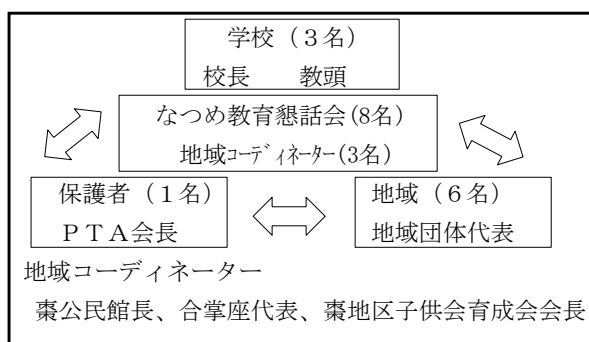 学校（３名）
校長　　教頭
なつめ教育懇話会(8名)
地域ｺｰﾃﾞｨﾈｰﾀｰ(3名)
保護者（１名）
ＰＴＡ会長
地域（６名）
地域団体代表
地域コーディネーター
棗公民館長、合掌座代表、棗地区子供会育成会会長